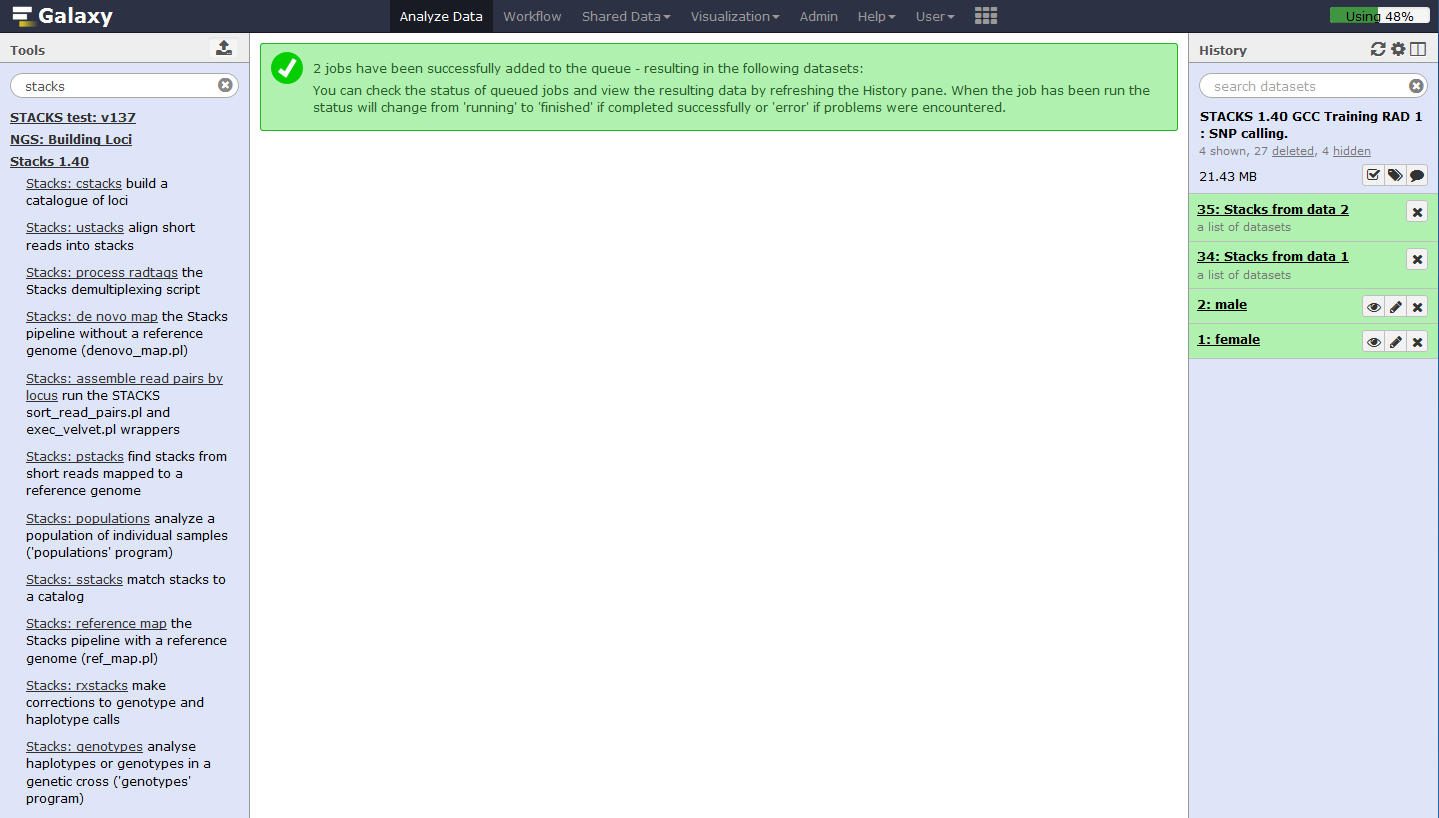 Galaxy
Analyze Data Workflow Shared Data Visualization Admin Help User Using 48%
Tools
stacks
STACKS test: v137
NGS: Building Loci
Stacks 1.40
Stacks: cstacks build a
catalogue of loci
Stacks: ustacks align short
reads into stacks
Stacks: process radtags the
Stacks demultiplexing script
Stacks: de novo map the Stacks
pipeline without a reference
genome (denovo_map.pl)
Stacks: assemble read pairs by
locus run the STACKS
sort_read_pairs.pl and
exec_velvet.pl wrappers
Stacks: pstacks find stacks from
short reads mapped to a
reference genome
Stacks: populations analyze a
population of individual samples
('populations' program)
Stacks: sstacks match stacks to
a catalog
Stacks: reference map the
Stacks pipeline with a reference
genome (ref_map.pl)
Stacks: rxstacks make
corrections to genotype and
haplotype calls
Stacks: genotypes analyse
haplotypes or genotypes in a
genetic cross ('genotypes'
program)
2 jobs have been successfully added to the queue - resulting in the following datasets:
You can check the status of queued jobs and view the resulting data by refreshing the History pane. When the job has been run the
status will change from 'running' to 'finished' if completed successfully or 'error' if problems were encountered.
History
search datasets
STACKS 1.40 GCC Training RAD 1
: SNP calling.
4 shown, 27 deleted, 4 hidden
21.43 MB
35: Stacks from data 2
a list of datasets
34: Stacks from data 1
a list of datasets
2: male
1: female